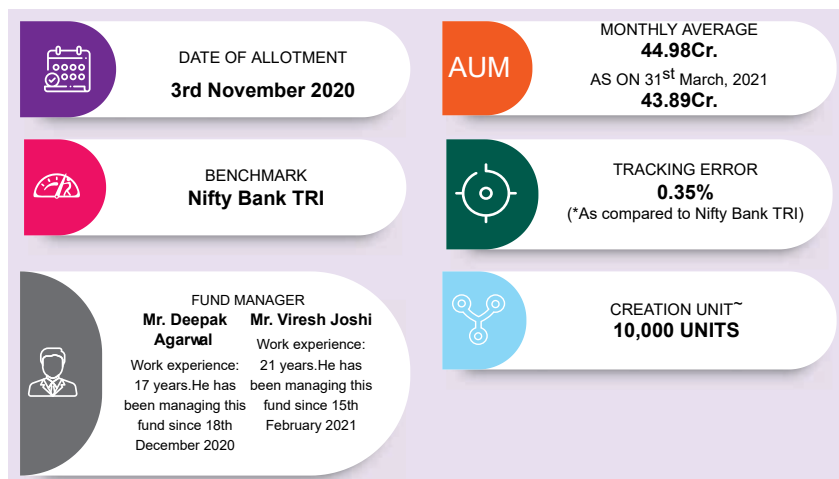 DATE OF ALLOTMENT
3rd November 2020
AUM
MONTHLY AVERAGE
44.98Cr.
AS ON 31st March, 2021
43.89Cr.
BENCHMARK
Nifty Bank TRI
TRACKING ERROR
0.35%
(*As compared to Nifty Bank TRI)
FUND MANAGER
Mr. Deepak
Agarwal
Work experience:
17 years.He has
been managing this
fund since 18th
December 2020
Mr. Viresh Joshi
Work experience:
21 years.He has
been managing this
fund since 15th
February 2021
CREATION UNIT~
10,000 UNITS